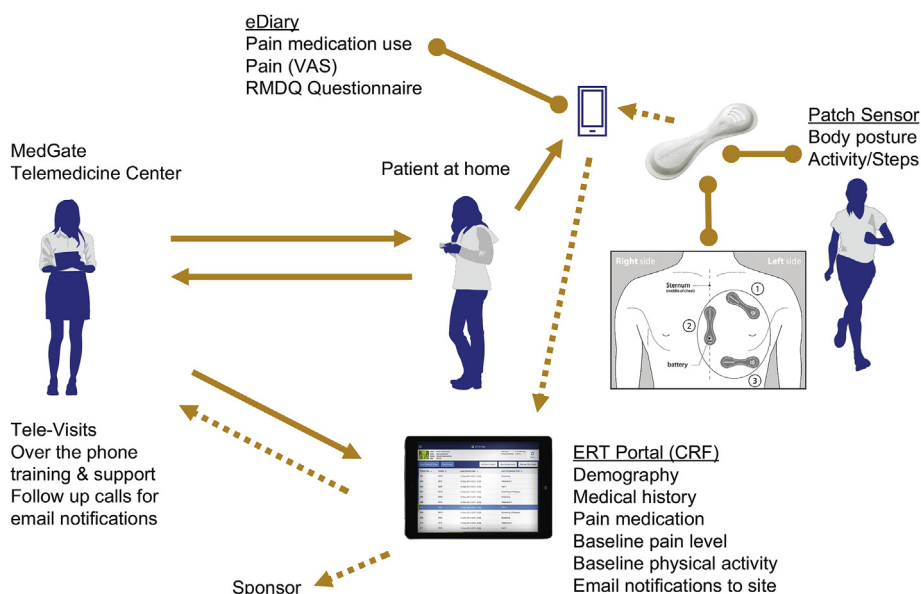 eDiary
Pain medication use
Pain (VAS)
RMDQ Questionnaire
Patch Sensor
Body posture
Activity/Steps
MedGate
Telemedicine Center
Patient at home
Right side
Left side
Sternum
(middle of chest)
1
2
battery
3
Tele-Visits
Over the phone
training & support
Follow up calls for
email notifications
ERT Portal (CRF)
Demography
Medical history
Pain medication
Baseline pain level
Baseline physical activity
Email notifications to site
Sponsor